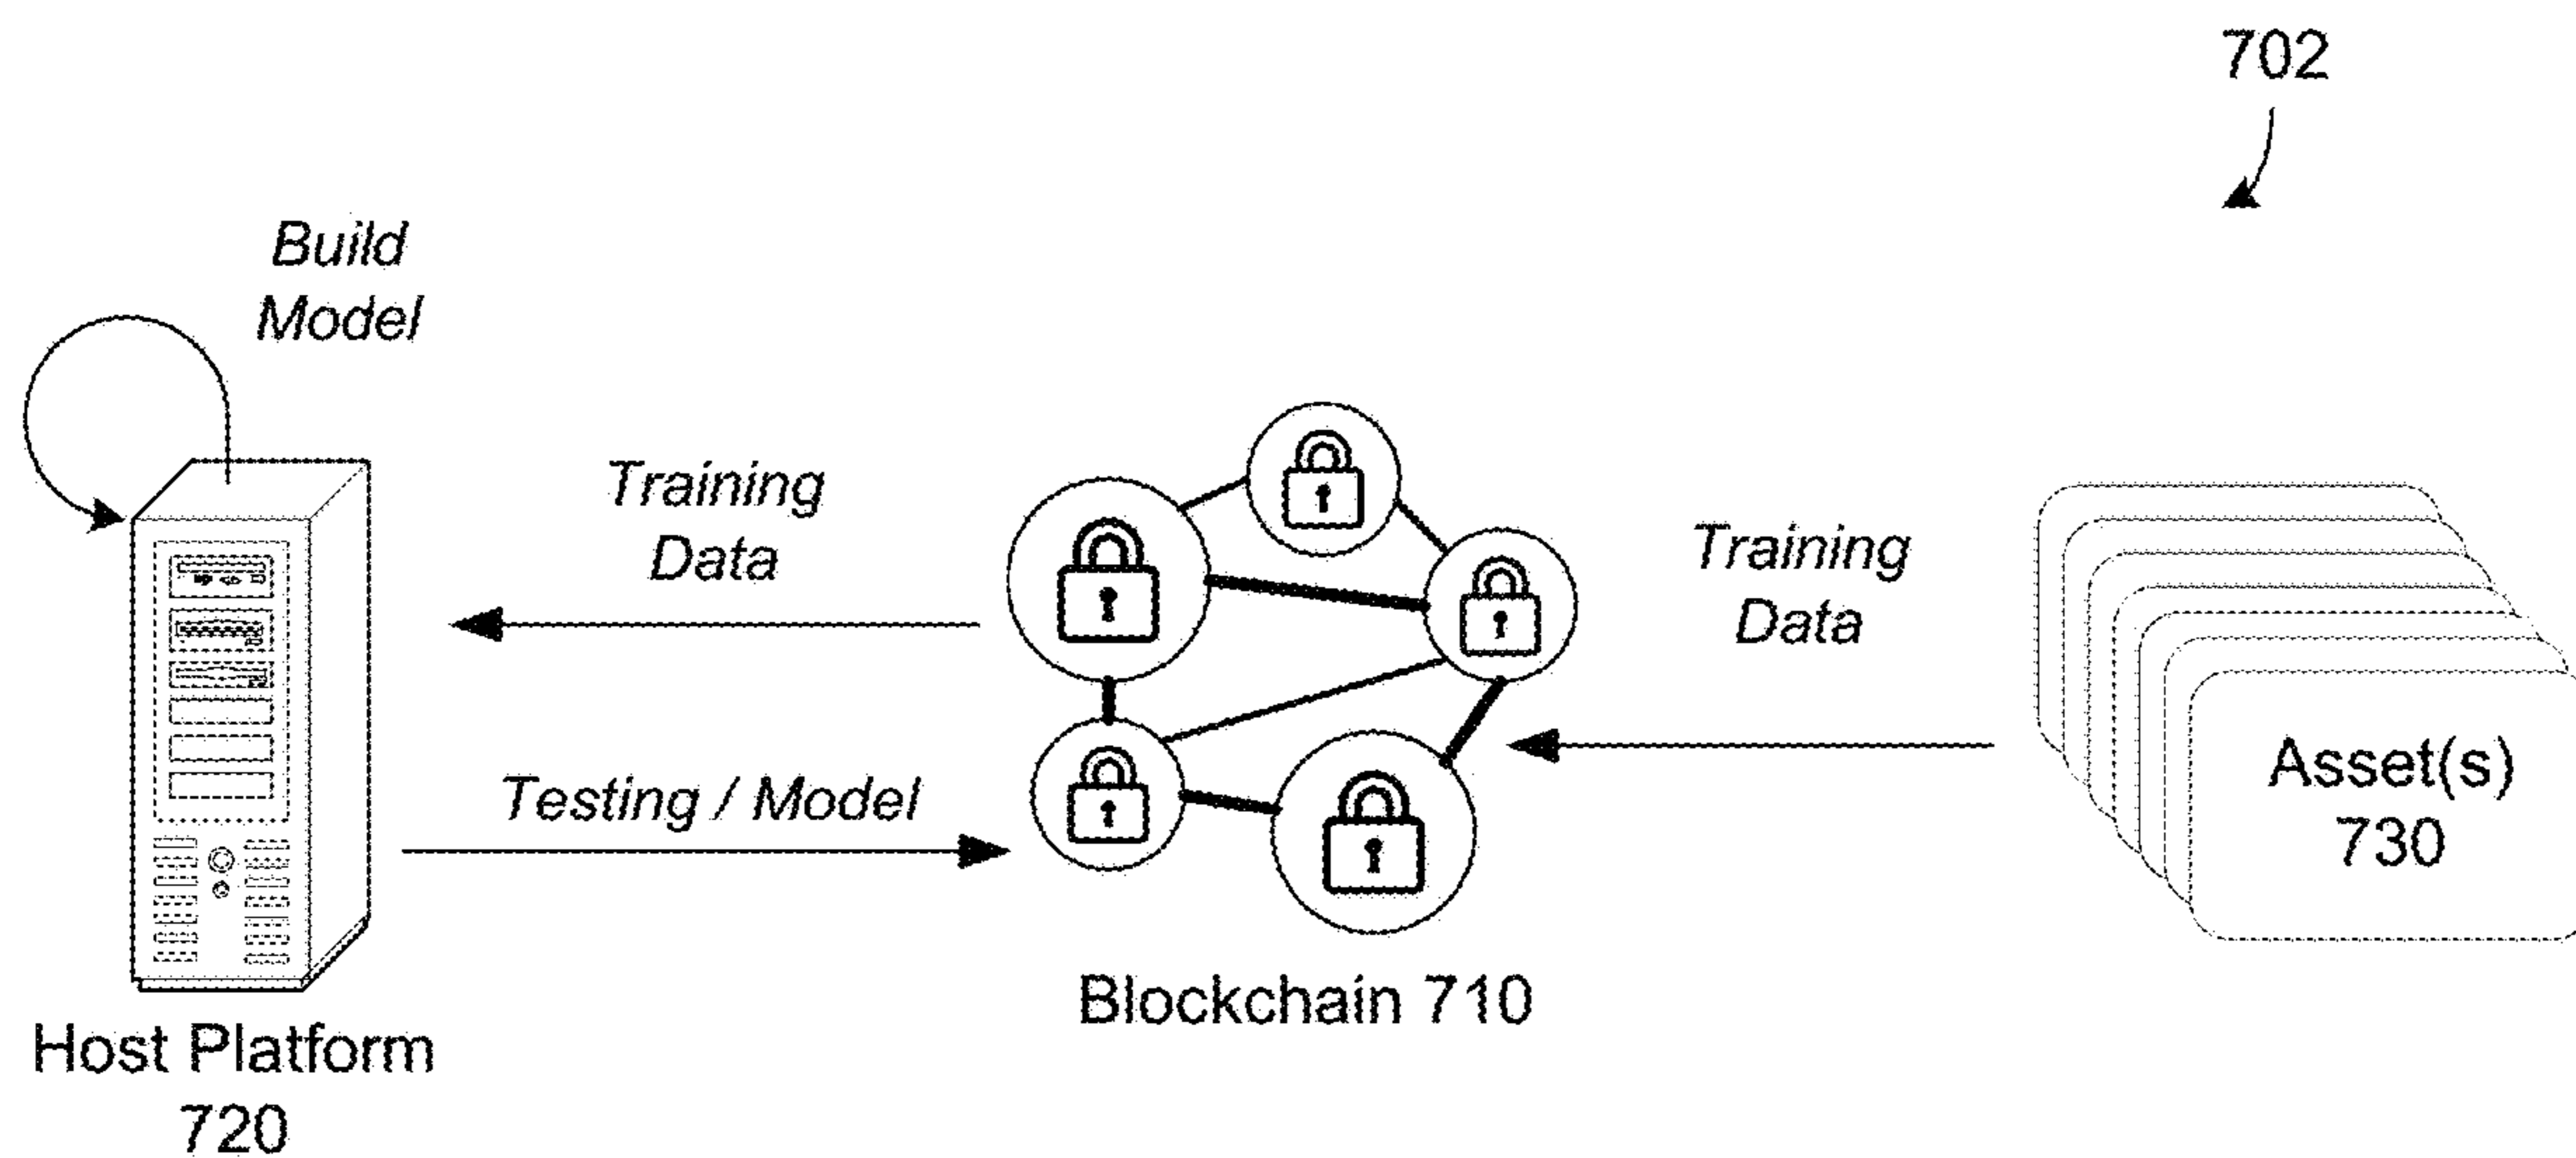 702
Build
Model
Training
Data
Training
Data
Testing / Model
Asset(s)
730
Blockchain 710
Host Platform
720